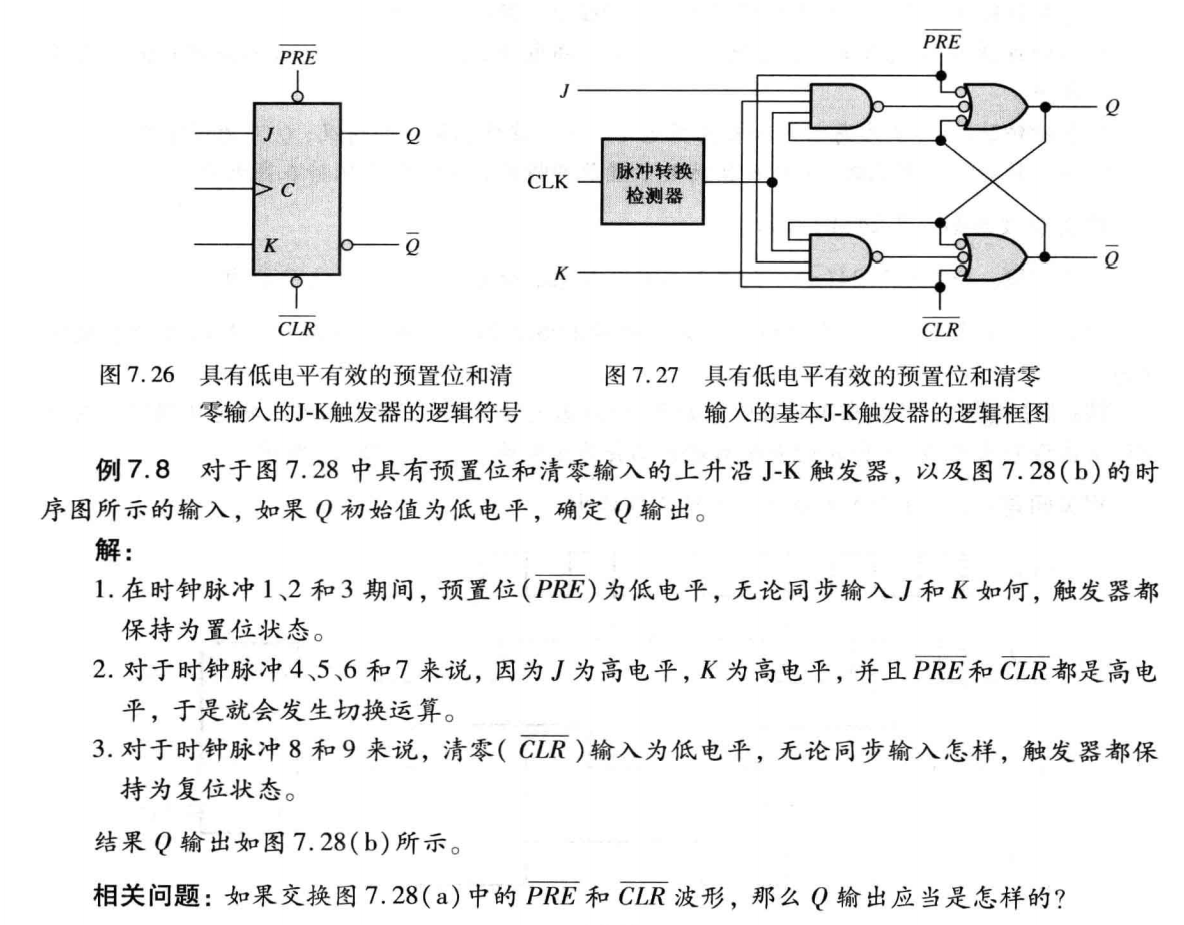 $\overline{PRE}$
J
C
K
Q
$\overline{Q}$
$\overline{CLR}$
$\overline{PRE}$
J
CLK
脉冲转换
检测器
K
Q
$\overline{Q}$
$\overline{CLR}$
图 7.26 具有低电平有效的预置位和清
零输入的J-K触发器的逻辑符号
图 7.27 具有低电平有效的预置位和清零
输入的基本J-K触发器的逻辑框图
例 7.8 对于图 7.28 中具有预置位和清零输入的上升沿 J-K 触发器，以及图 7.28(b)的时
序图所示的输入，如果 Q 初始值为低电平，确定 Q 输出。
解：
1. 在时钟脉冲 1、2 和 3 期间，预置位($\overline{PRE}$)为低电平，无论同步输入 J 和 K 如何，触发器都
保持为置位状态。
2. 对于时钟脉冲 4、5、6 和 7 来说，因为 J 为高电平，K 为高电平，并且 $\overline{PRE}$ 和 $\overline{CLR}$ 都是高电
平，于是就会发生切换运算。
3. 对于时钟脉冲 8 和 9 来说，清零( $\overline{CLR}$ )输入为低电平，无论同步输入怎样，触发器都保
持为复位状态。
结果 Q 输出如图 7.28(b)所示。
相关问题：如果交换图 7.28(a)中的 $\overline{PRE}$ 和 $\overline{CLR}$ 波形，那么 Q 输出应当是怎样的?